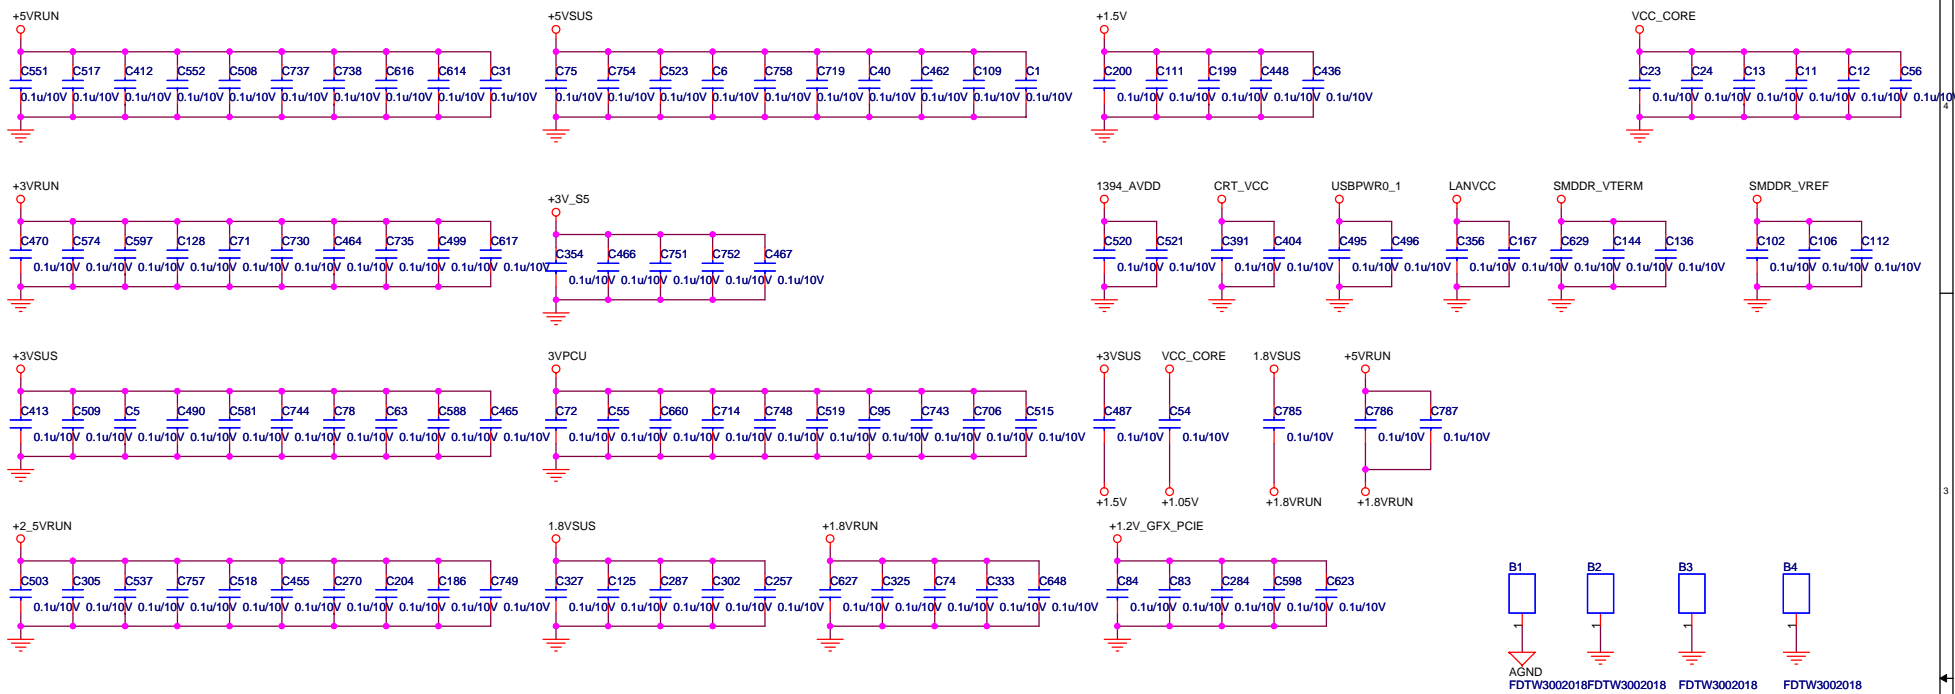 +5VRUN +5VSUS +1.5V VCC_CORE
C551 C517 C412 C552 C508 C737 C738 C616 C614 C31 C75 C754 C523 C6 C758 C719 C40 C462 C109 C1 C200 C111 C199 C448 C436 C23 C24 C13 C11 C12 C56
0.1u/10V 0.1u/10V 0.1u/10V 0.1u/10V 0.1u/10V 0.1u/10V 0.1u/10V 0.1u/10V 0.1u/10V 0.1u/10V 0.1u/10V 0.1u/10V 0.1u/10V 0.1u/10V 0.1u/10V 0.1u/10V 0.1u/10V 0.1u/10V 0.1u/10V 0.1u/10V 0.1u/10V 0.1u/10V 0.1u/10V 0.1u/10V 0.1u/10V 0.1u/10V 0.1u/10V 0.1u/10V 0.1u/10V 0.1u/10V 0.1u/10V
4
+3VRUN +3V_S5 1394_AVDD CRT_VCC USBPWR0_1 LANVCC SMDDR_VTERM SMDDR_VREF
C470 C574 C597 C128 C71 C730 C464 C735 C499 C617 C354 C466 C751 C752 C467 C520 C521 C391 C404 C495 C496 C356 C167 C629 C144 C136 C102 C106 C112
0.1u/10V 0.1u/10V 0.1u/10V 0.1u/10V 0.1u/10V 0.1u/10V 0.1u/10V 0.1u/10V 0.1u/10V 0.1u/10V 0.1u/10V 0.1u/10V 0.1u/10V 0.1u/10V 0.1u/10V 0.1u/10V 0.1u/10V 0.1u/10V 0.1u/10V 0.1u/10V 0.1u/10V 0.1u/10V 0.1u/10V 0.1u/10V 0.1u/10V 0.1u/10V 0.1u/10V 0.1u/10V 0.1u/10V
+3VSUS 3VPCU +3VSUS VCC_CORE 1.8VSUS +5VRUN
C413 C509 C5 C490 C581 C744 C78 C63 C588 C465 C72 C55 C660 C714 C748 C519 C95 C743 C706 C515 C487 C54 C785 C786 C787
0.1u/10V 0.1u/10V 0.1u/10V 0.1u/10V 0.1u/10V 0.1u/10V 0.1u/10V 0.1u/10V 0.1u/10V 0.1u/10V 0.1u/10V 0.1u/10V 0.1u/10V 0.1u/10V 0.1u/10V 0.1u/10V 0.1u/10V 0.1u/10V 0.1u/10V 0.1u/10V 0.1u/10V 0.1u/10V 0.1u/10V 0.1u/10V 0.1u/10V
3
+1.5V +1.05V +1.8VRUN +1.8VRUN
+2_5VRUN 1.8VSUS +1.8VRUN +1.2V_GFX_PCIE
C503 C305 C537 C757 C518 C455 C270 C204 C186 C749 C327 C125 C287 C302 C257 C627 C325 C74 C333 C648 C84 C83 C284 C598 C623
0.1u/10V 0.1u/10V 0.1u/10V 0.1u/10V 0.1u/10V 0.1u/10V 0.1u/10V 0.1u/10V 0.1u/10V 0.1u/10V 0.1u/10V 0.1u/10V 0.1u/10V 0.1u/10V 0.1u/10V 0.1u/10V 0.1u/10V 0.1u/10V 0.1u/10V 0.1u/10V 0.1u/10V 0.1u/10V 0.1u/10V 0.1u/10V 0.1u/10V
B1 B2 B3 B4
1 1 1 1
AGND
FDTW3002018 FDTW3002018 FDTW3002018 FDTW3002018